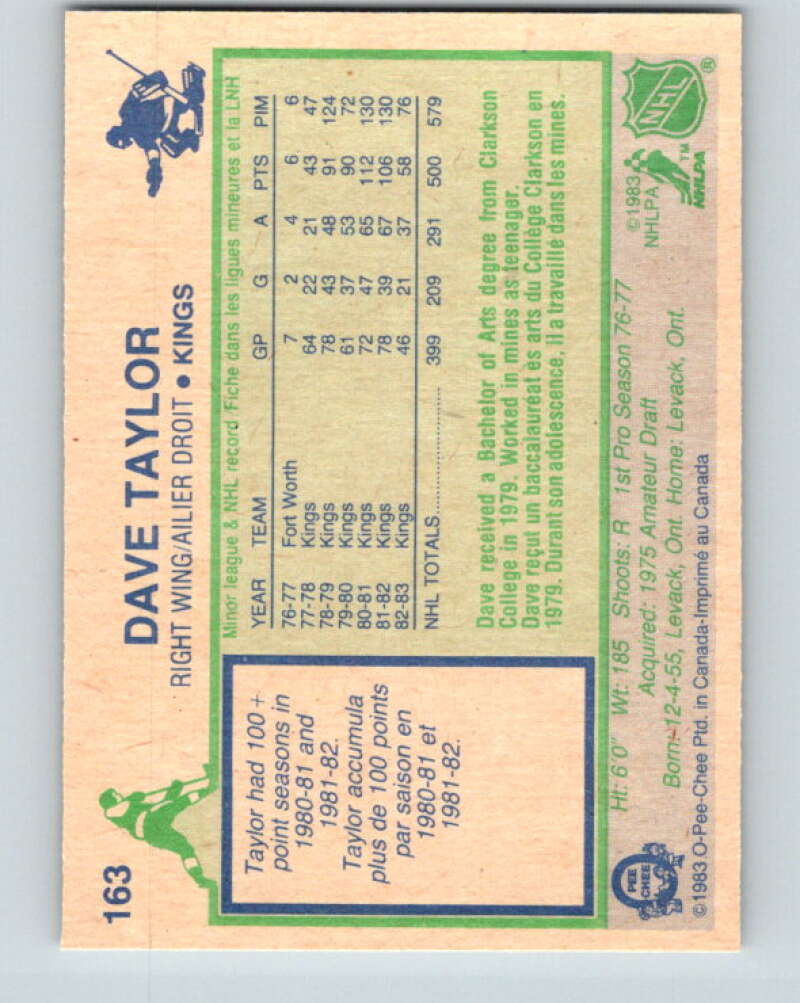 163
DAVE TAYLOR
RIGHT WING/AILIER DROIT • KINGS
Taylor had 100+
point seasons in
1980-81 and
1981-82.
Taylor accumula
plus de 100 points
par saison en
1980-81 et
1981-82.
Minor league & NHL record/Fiche dans les ligues mineures et la LNH
YEAR TEAM GP G A PTS PIM
76-77 Fort Worth 7 2 4 6 6
77-78 Kings 64 22 21 43 47
78-79 Kings 78 43 48 91 124
79-80 Kings 61 37 53 90 72
80-81 Kings 72 47 65 112 130
81-82 Kings 78 39 67 106 130
82-83 Kings 46 21 37 58 76
NHL TOTALS.................. 399 209 291 500 579
Dave received a Bachelor of Arts degree from Clarkson
College in 1979. Worked in mines as teenager.
Dave reçut un baccalauréat ès arts du Collège Clarkson en
1979. Durant son adolescence, il a travaillé dans les mines.
Ht: 6'0" Wt: 185 Shoots: R 1st Pro Season 76-77
Acquired: 1975 Amateur Draft
Born: 12-4-55, Levack, Ont. Home: Levack, Ont.
©1983 O-Pee-Chee Ptd. in Canada-Imprimé au Canada
PEE
CHEE
©1983
NHLPA
NHLPA
TM
NHL
®